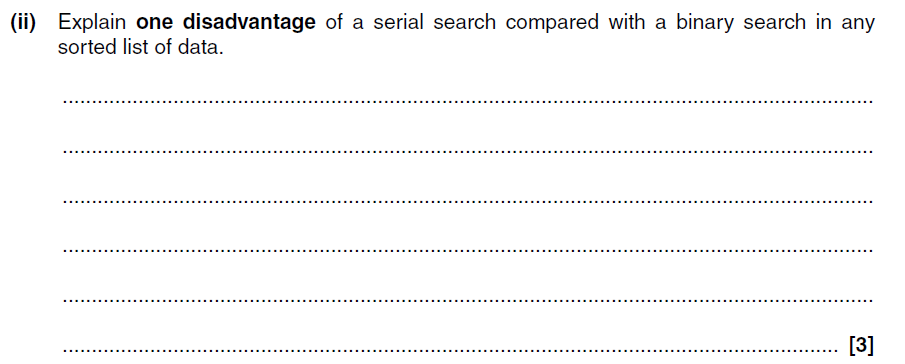 (ii) Explain one disadvantage of a serial search compared with a binary search in any
sorted list of data.
[3]